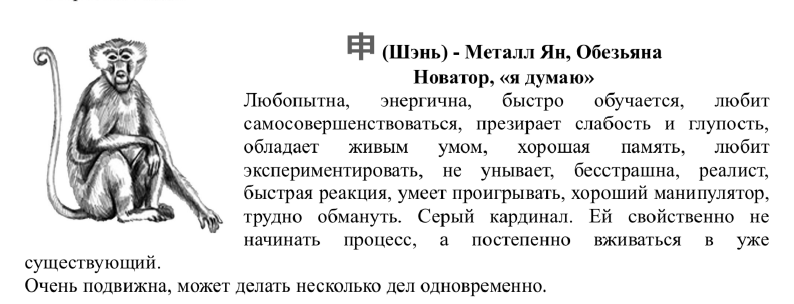 申 (Шэнь) - Металл Ян, Обезьяна
Новатор, «я думаю»
Любопытна, энергична, быстро обучается, любит
самосовершенствоваться, презирает слабость и глупость,
обладает живым умом, хорошая память, любит
экспериментировать, не унывает, бесстрашна, реалист,
быстрая реакция, умеет проигрывать, хороший манипулятор,
трудно обмануть. Серый кардинал. Ей свойственно не
начинать процесс, а постепенно вживаться в уже
существующий.
Очень подвижна, может делать несколько дел одновременно.